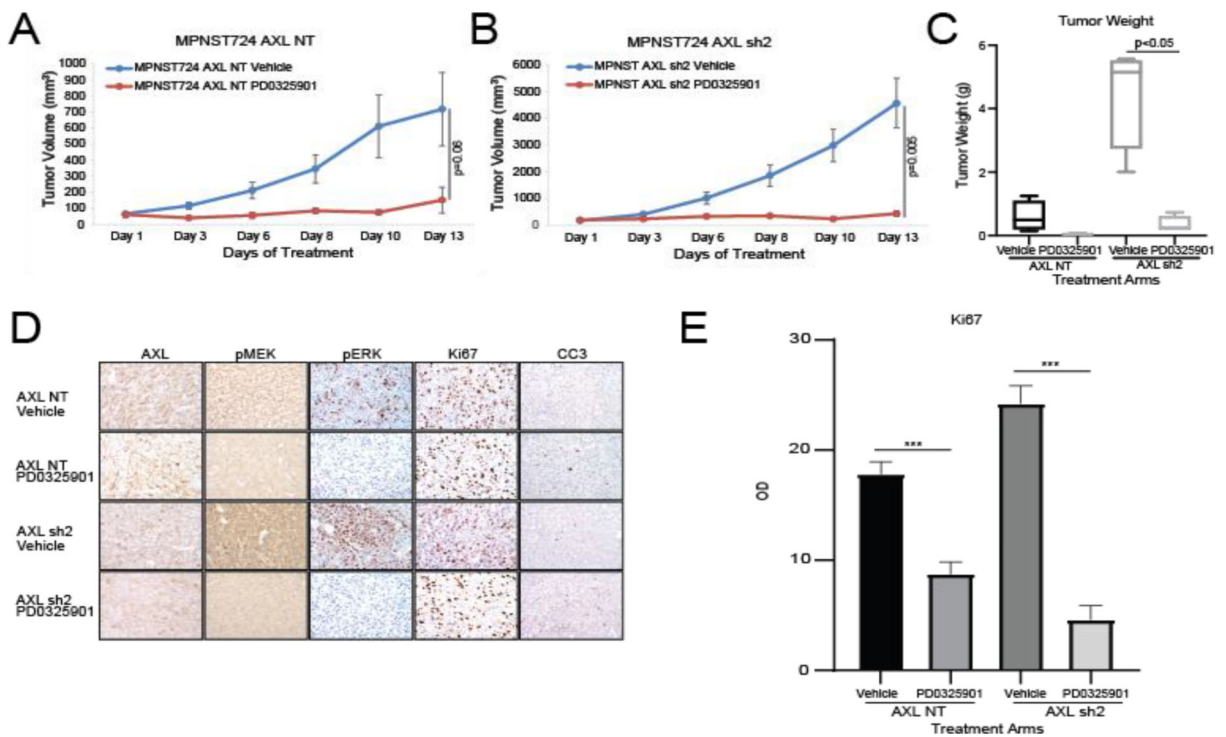 A
MPNST724 AXL NT
MPNST724 AXL NT Vehicle
MPNST724 AXL NT PD0325901
Tumor Volume (mm³)
1000
900
800
700
600
500
400
300
200
100
0
p=0.06
Day 1 Day 3 Day 6 Day 8 Day 10 Day 13
Days of Treatment
B
MPNST724 AXL sh2
MPNST AXL sh2 Vehicle
MPNST AXL sh2 PD0325901
Tumor Volume (mm³)
6000
5000
4000
3000
2000
1000
0
p=0.005
Day 1 Day 3 Day 6 Day 8 Day 10 Day 13
Days of Treatment
C
Tumor Weight
p<0.05
Tumor Weight (g)
6
4
2
0
Vehicle PD0325901 Vehicle PD0325901
AXL NT AXL sh2
Treatment Arms
D
AXL pMEK pERK Ki67 CC3
AXL NT
Vehicle
AXL NT
PD0325901
AXL sh2
Vehicle
AXL sh2
PD0325901
E
Ki67
OD
30
20
10
0
*** ***
Vehicle PD0325901 Vehicle PD0325901
AXL NT AXL sh2
Treatment Arms